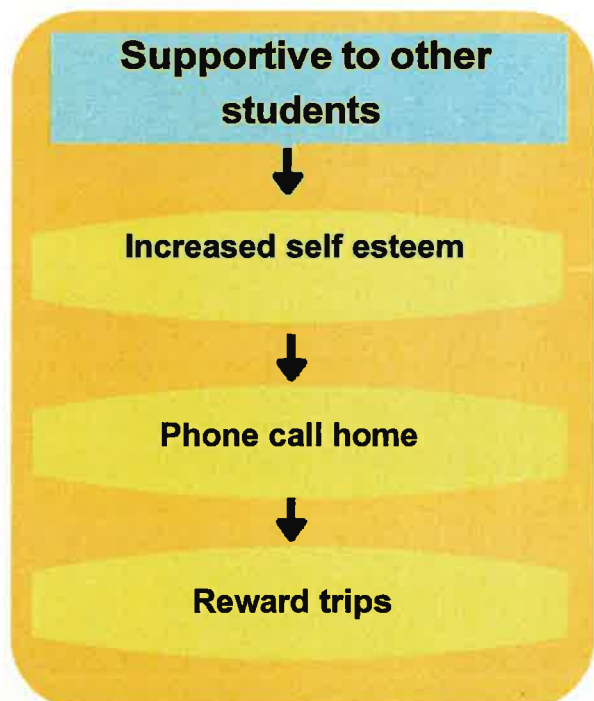 Supportive to other
students
Increased self esteem
Phone call home
Reward trips